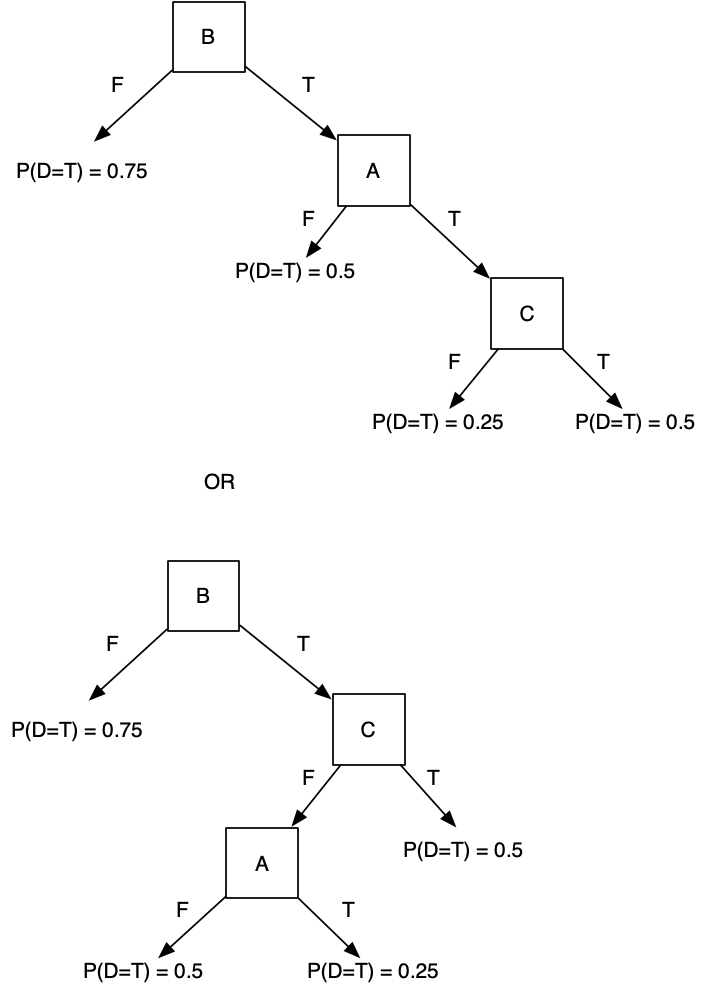 B
F T
P(D=T) = 0.75
A
F T
P(D=T) = 0.5
C
F T
P(D=T) = 0.25 P(D=T) = 0.5
OR
B
F T
P(D=T) = 0.75
C
F T
P(D=T) = 0.5
A
F T
P(D=T) = 0.5 P(D=T) = 0.25